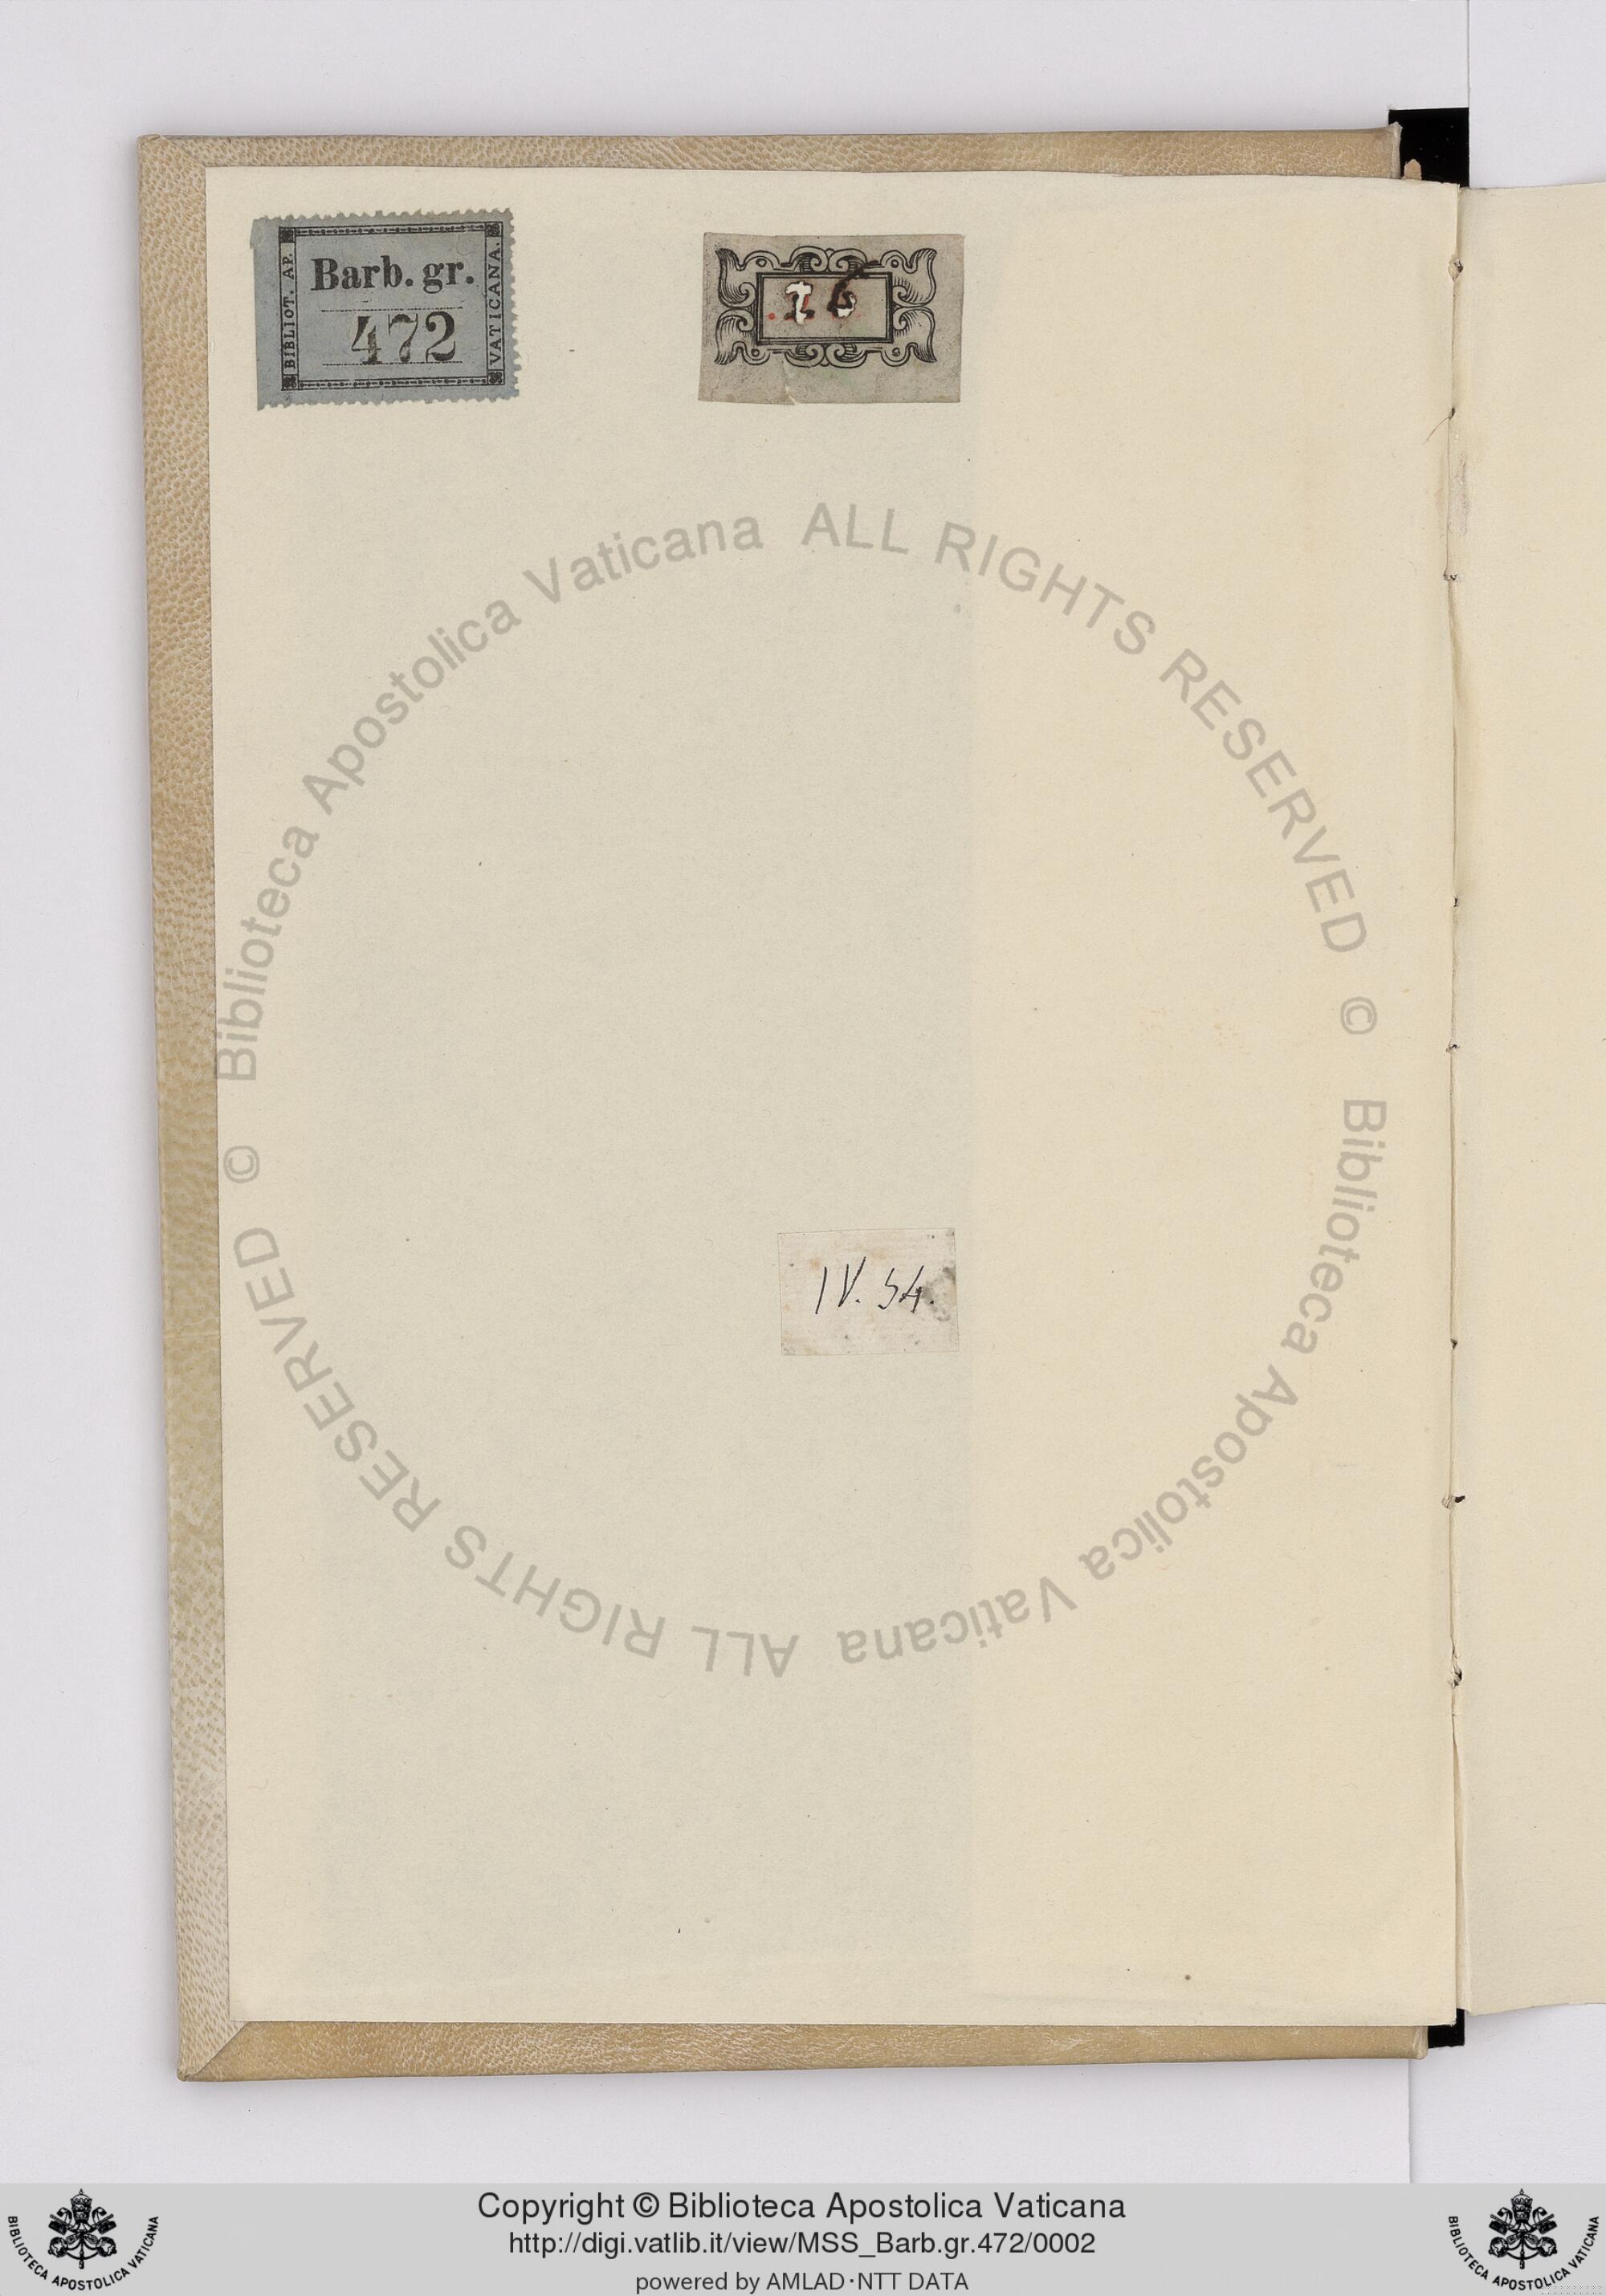 BIBLIOT. AP.
Barb. gr.
472
VATICANA.
IV. 54.
© Biblioteca Apostolica Vaticana ALL RIGHTS RESERVED
© Biblioteca Apostolica Vaticana ALL RIGHTS RESERVED
Copyright © Biblioteca Apostolica Vaticana
http://digi.vatlib.it/view/MSS_Barb.gr.472/0002
powered by AMLAD·NTT DATA
BIBLIOTECA APOSTOLICA VATICANA
BIBLIOTECA APOSTOLICA VATICANA